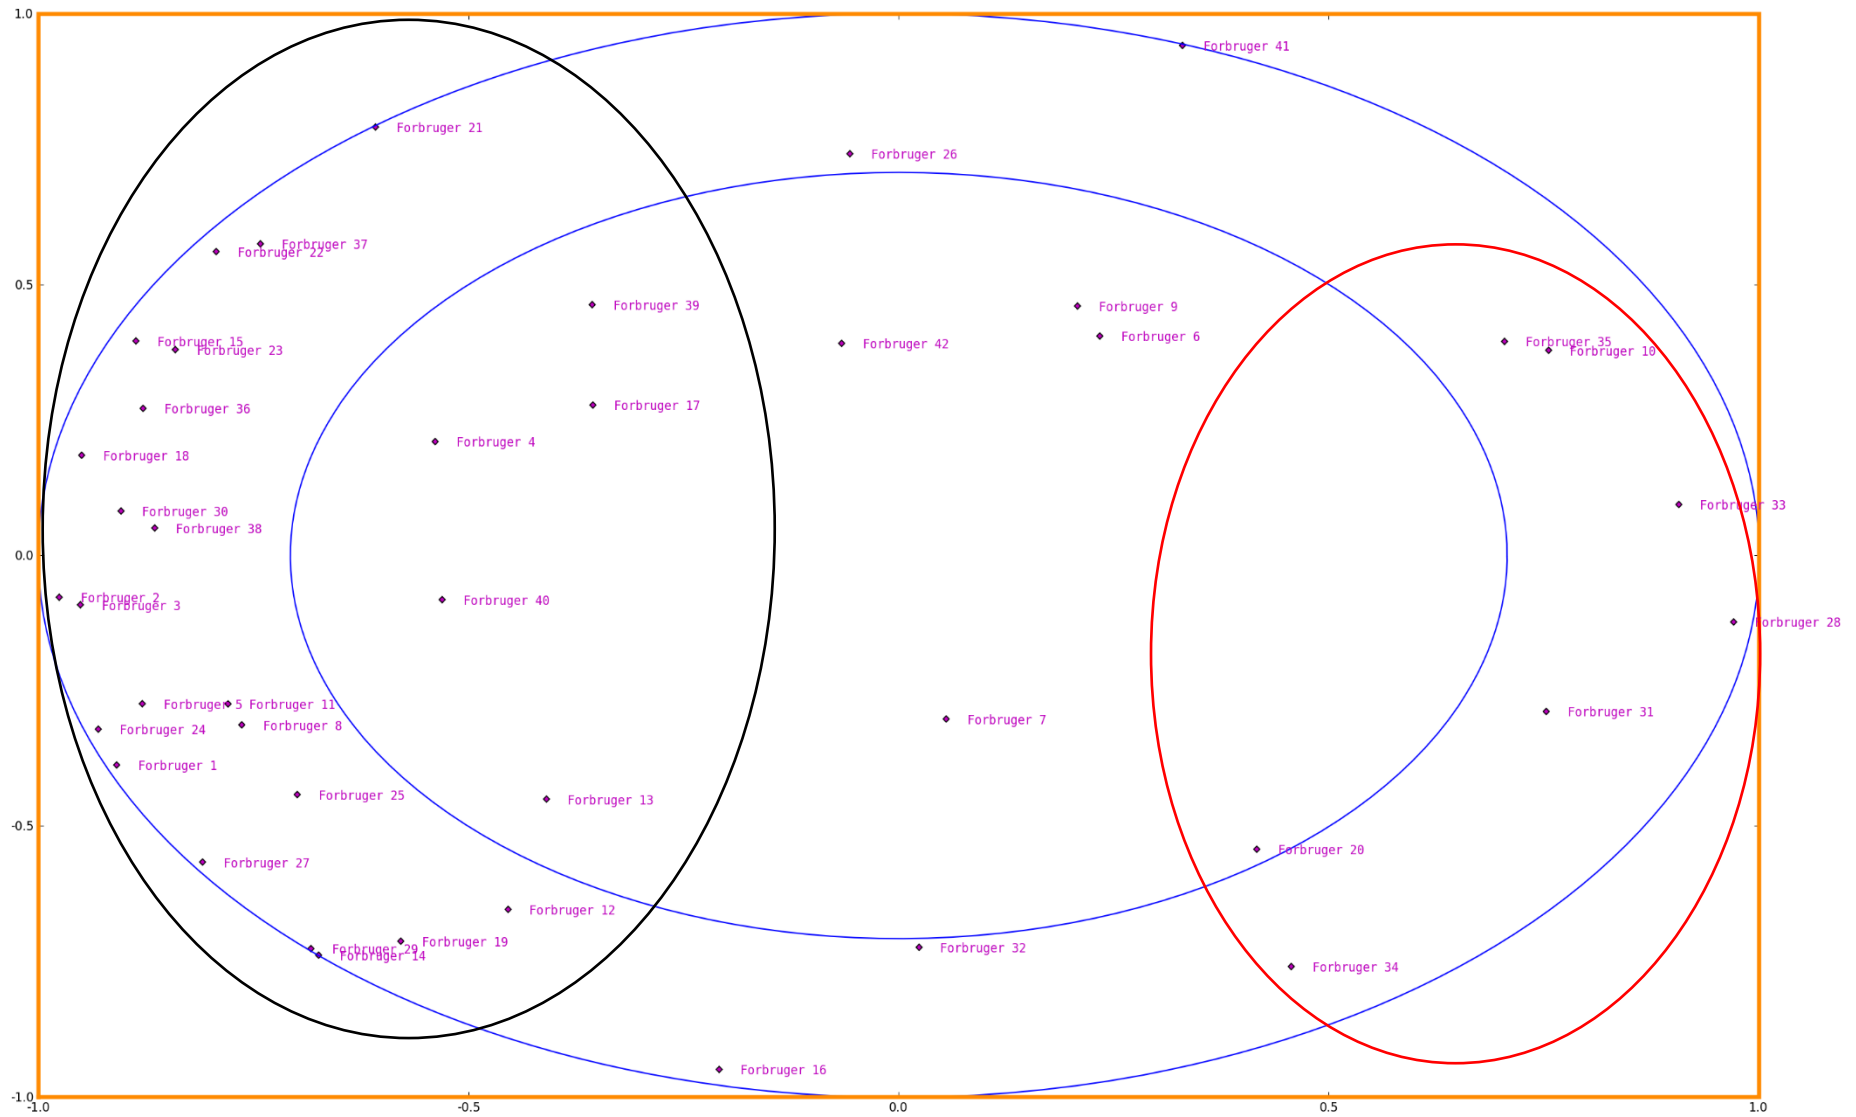 1.0
Forbruger 41
Forbruger 21
Forbruger 26
Forbruger 37
Forbruger 22
0.5
Forbruger 39
Forbruger 9
Forbruger 6
Forbruger 15
Forbruger 35
Forbruger 42
Forbruger 23
Forbruger 10
Forbruger 17
Forbruger 36
Forbruger 4
Forbruger 18
Forbruger 33
Forbruger 30
Forbruger 38
0.0
Forbruger 2
Forbruger 40
Forbruger 3
Forbruger 28
Forbruger 5
Forbruger 11
Forbruger 31
Forbruger 7
Forbruger 8
Forbruger 24
Forbruger 1
Forbruger 25
Forbruger 13
-0.5
Forbruger 20
Forbruger 27
Forbruger 12
Forbruger 19
Forbruger 32
Forbruger 29
Forbruger 14
Forbruger 34
Forbruger 16
-1.0
-1.0 -0.5 0.0 0.5 1.0